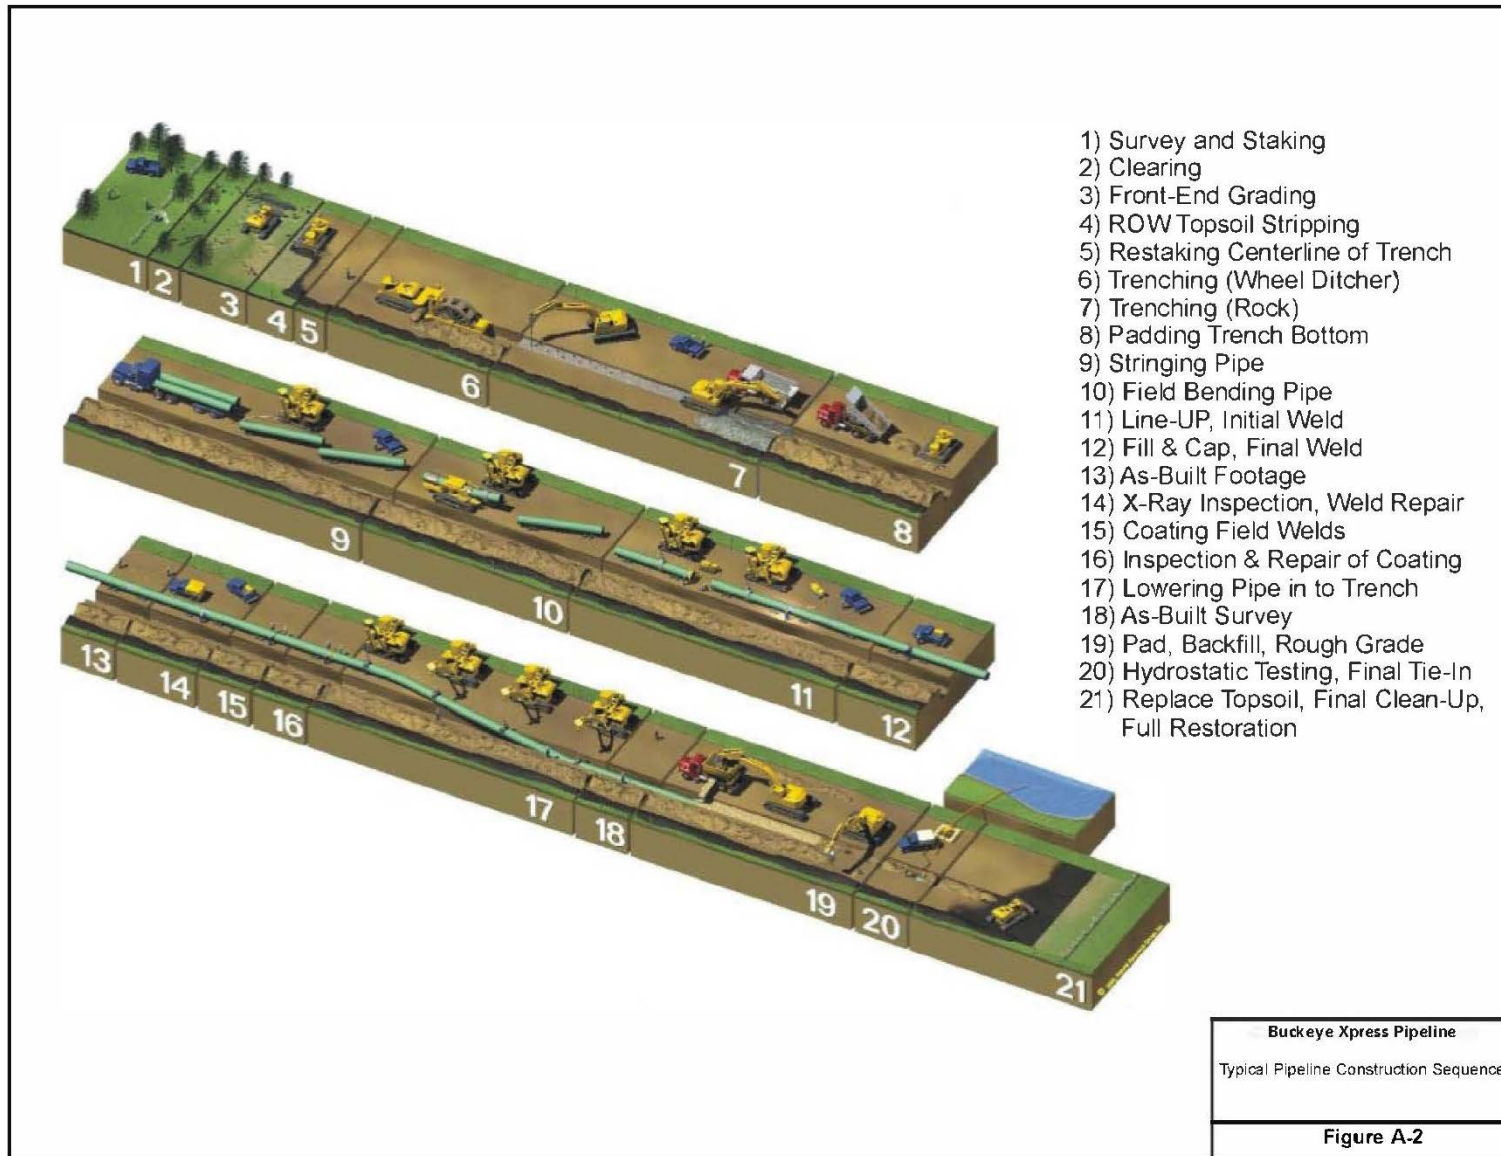 1) Survey and Staking
2) Clearing
3) Front-End Grading
4) ROW Topsoil Stripping
5) Restaking Centerline of Trench
6) Trenching (Wheel Ditcher)
7) Trenching (Rock)
8) Padding Trench Bottom
9) Stringing Pipe
10) Field Bending Pipe
11) Line-UP, Initial Weld
12) Fill & Cap, Final Weld
13) As-Built Footage
14) X-Ray Inspection, Weld Repair
15) Coating Field Welds
16) Inspection & Repair of Coating
17) Lowering Pipe in to Trench
18) As-Built Survey
19) Pad, Backfill, Rough Grade
20) Hydrostatic Testing, Final Tie-In
21) Replace Topsoil, Final Clean-Up,
Full Restoration
1
2
3
4
5
6
7
8
9
10
11
12
13
14
15
16
17
18
19
20
21
Buckeye Xpress Pipeline
Typical Pipeline Construction Sequence
Figure A-2